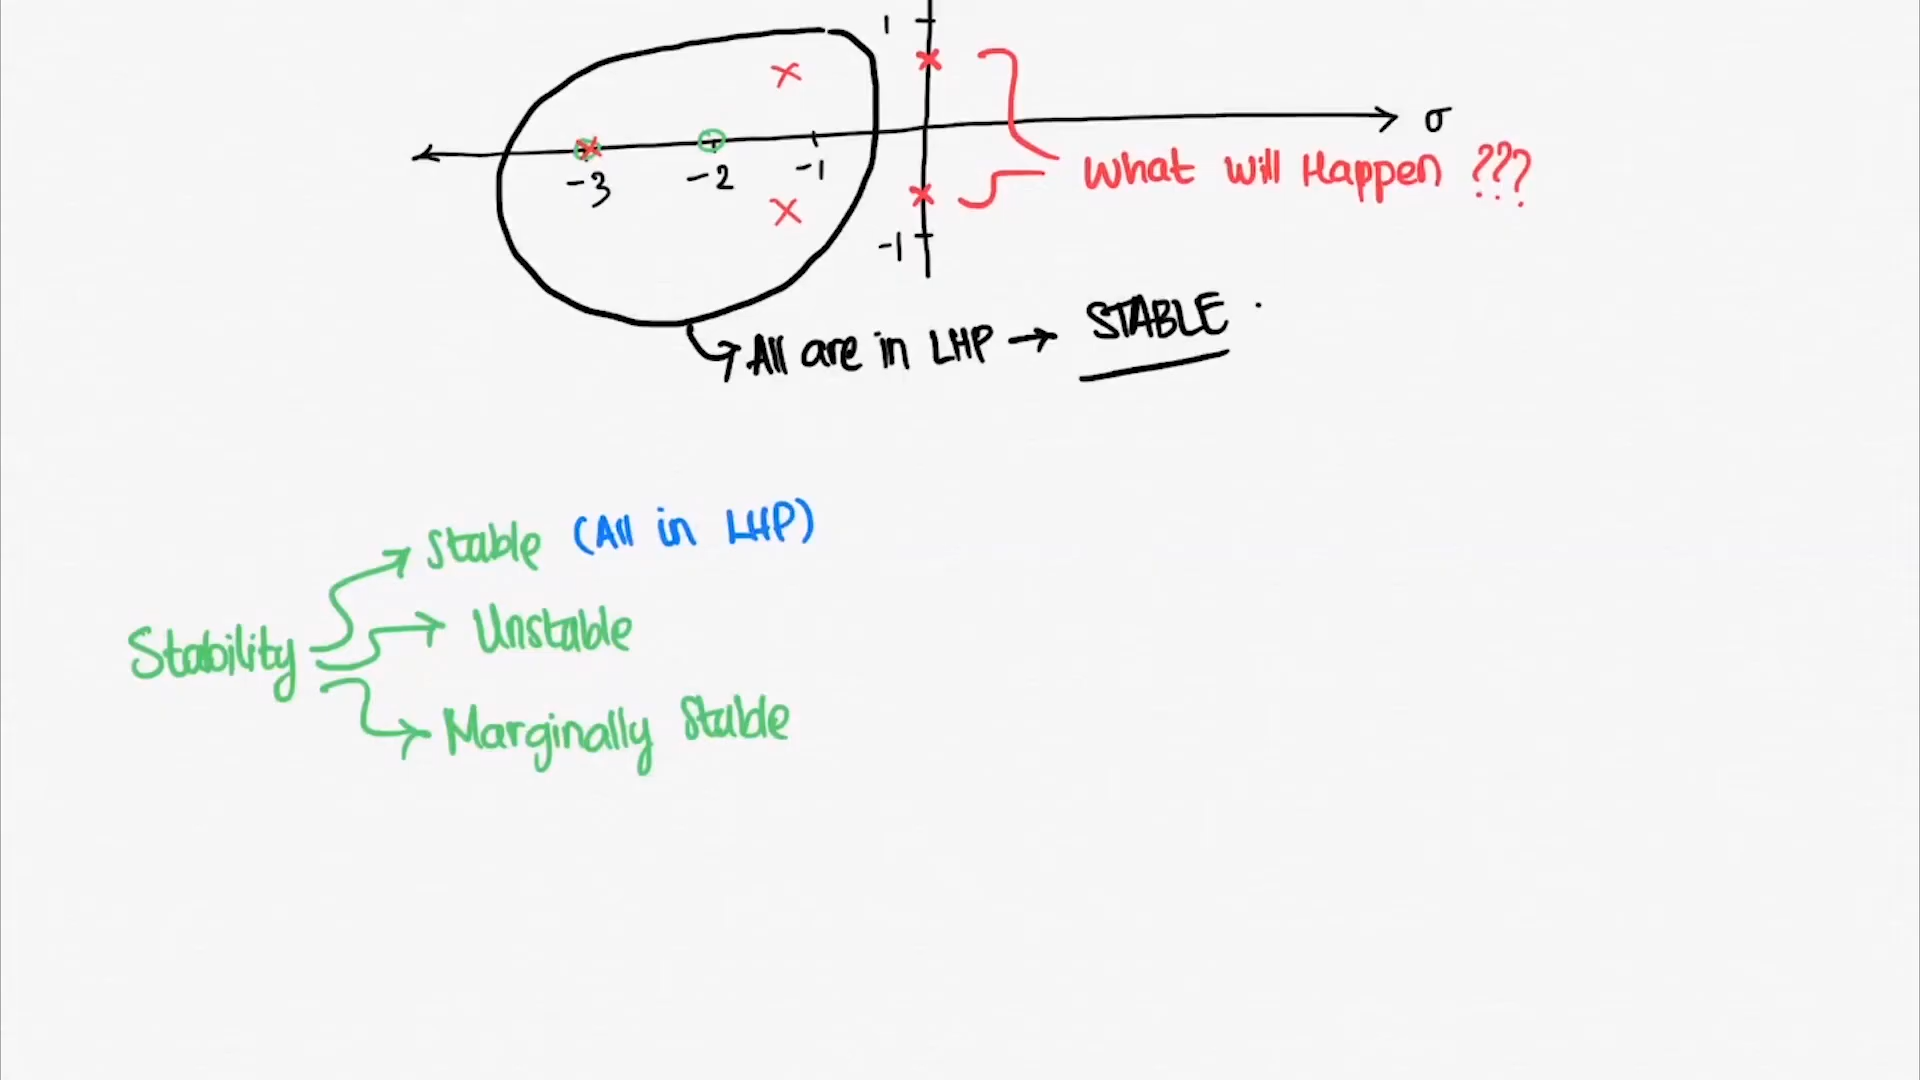 1
σ
-3
-2
-1
What Will Happen ???
-1
All are in LHP → STABLE
Stability
Stable (All in LHP)
Unstable
Marginally Stable